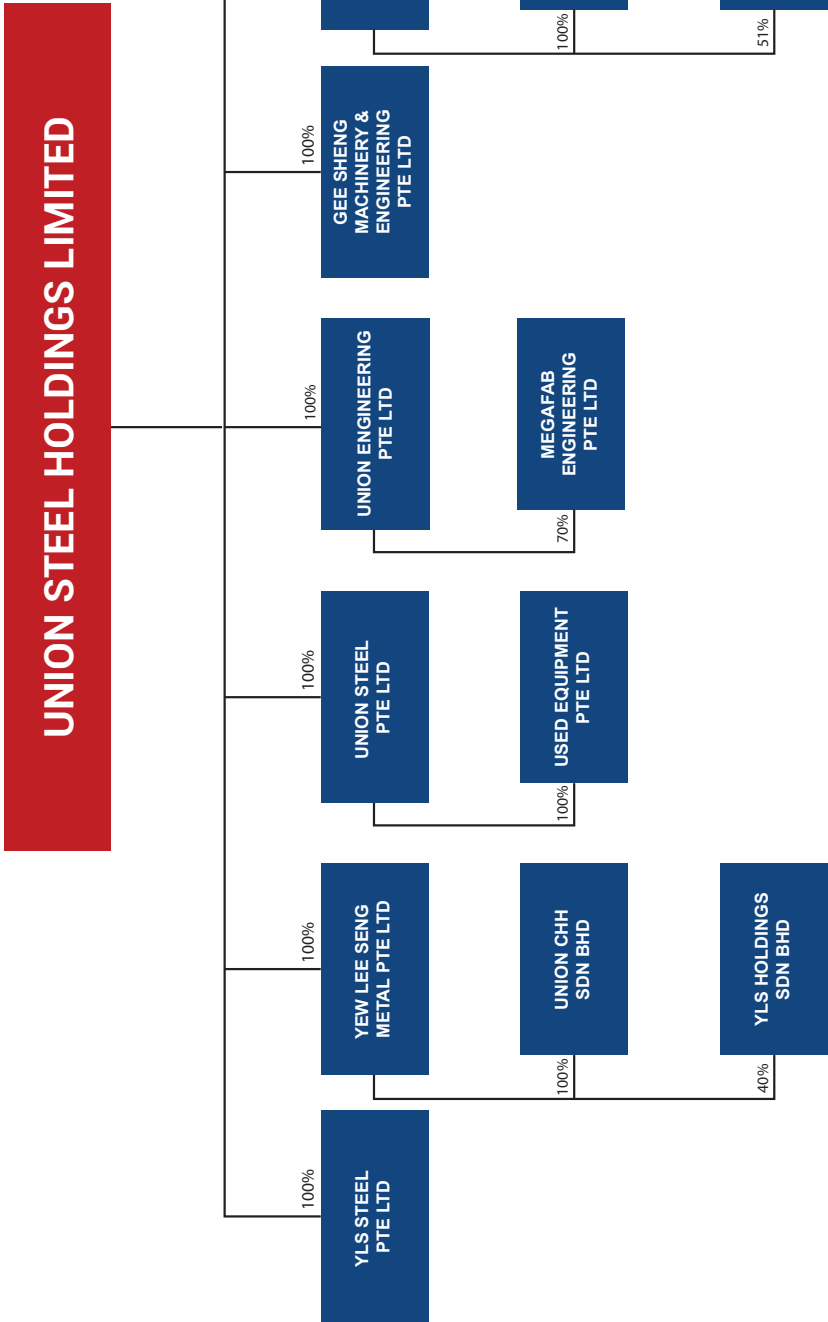 UNION STEEL HOLDINGS LIMITED
100%
YLS STEEL
PTE LTD
100%
YEW LEE SENG
METAL PTE LTD
100%
UNION CHH
SDN BHD
40%
YLS HOLDINGS
SDN BHD
100%
UNION STEEL
PTE LTD
100%
USED EQUIPMENT
PTE LTD
100%
UNION ENGINEERING
PTE LTD
70%
MEGAFAB
ENGINEERING
PTE LTD
100%
GEE SHENG
MACHINERY &
ENGINEERING
PTE LTD
100%
51%